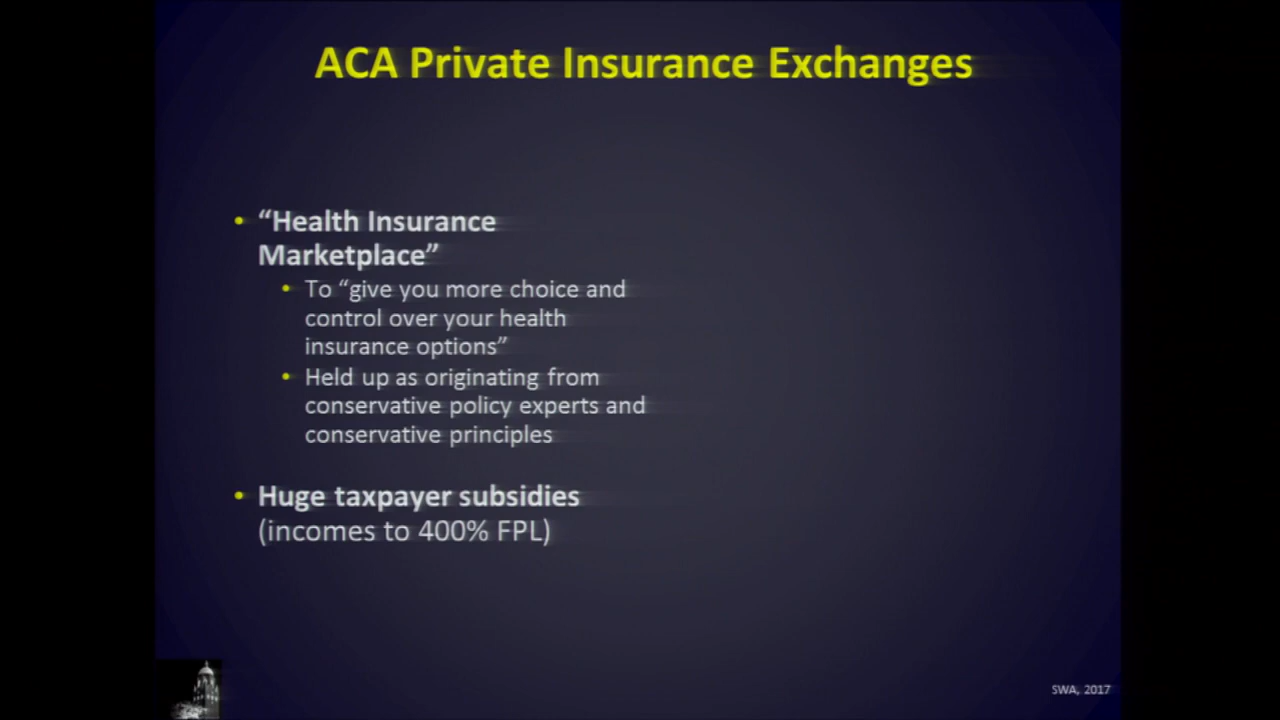 ACA Private Insurance Exchanges
• “Health Insurance
Marketplace”
• To “give you more choice and
control over your health
insurance options”
• Held up as originating from
conservative policy experts and
conservative principles
• Huge taxpayer subsidies
(incomes to 400% FPL)
SWA, 2017